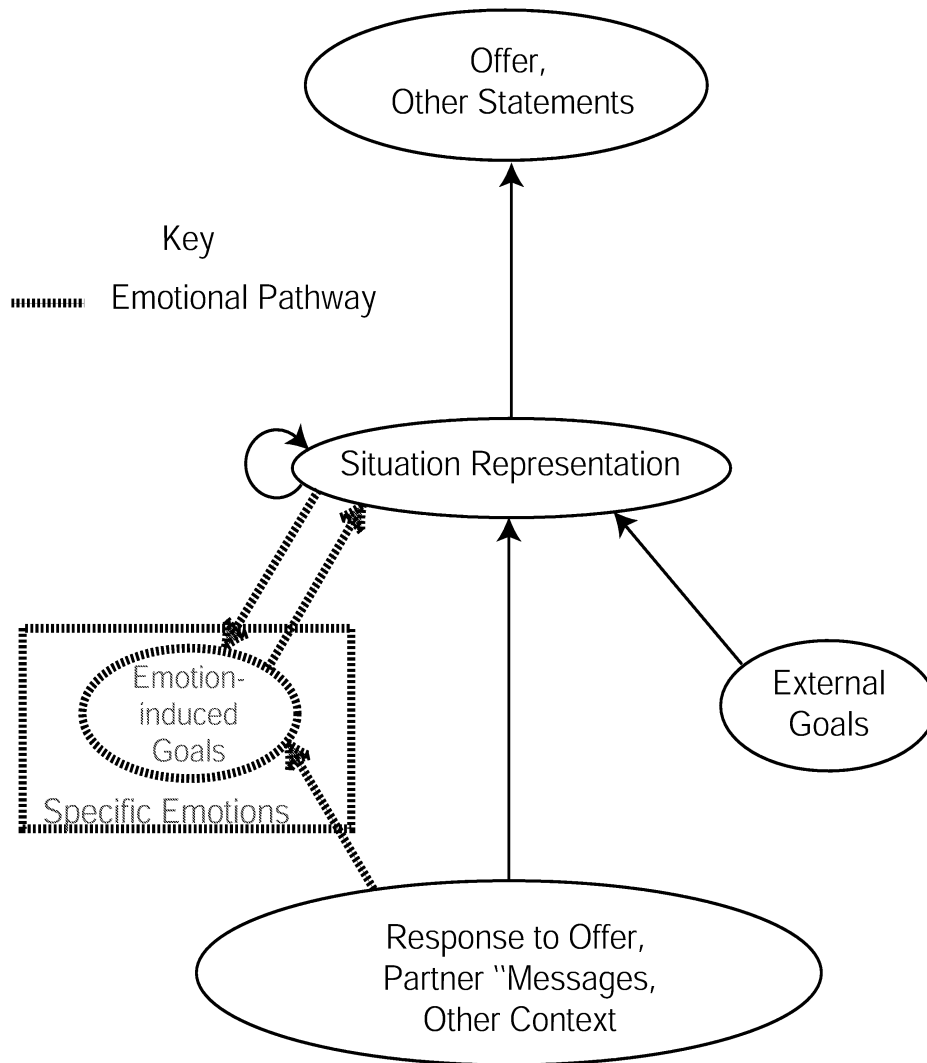 Offer,
Other Statements
Key
Emotional Pathway
Situation Representation
Emotion-
induced
Goals
Specific Emotions
External
Goals
Response to Offer,
Partner "Messages,
Other Context